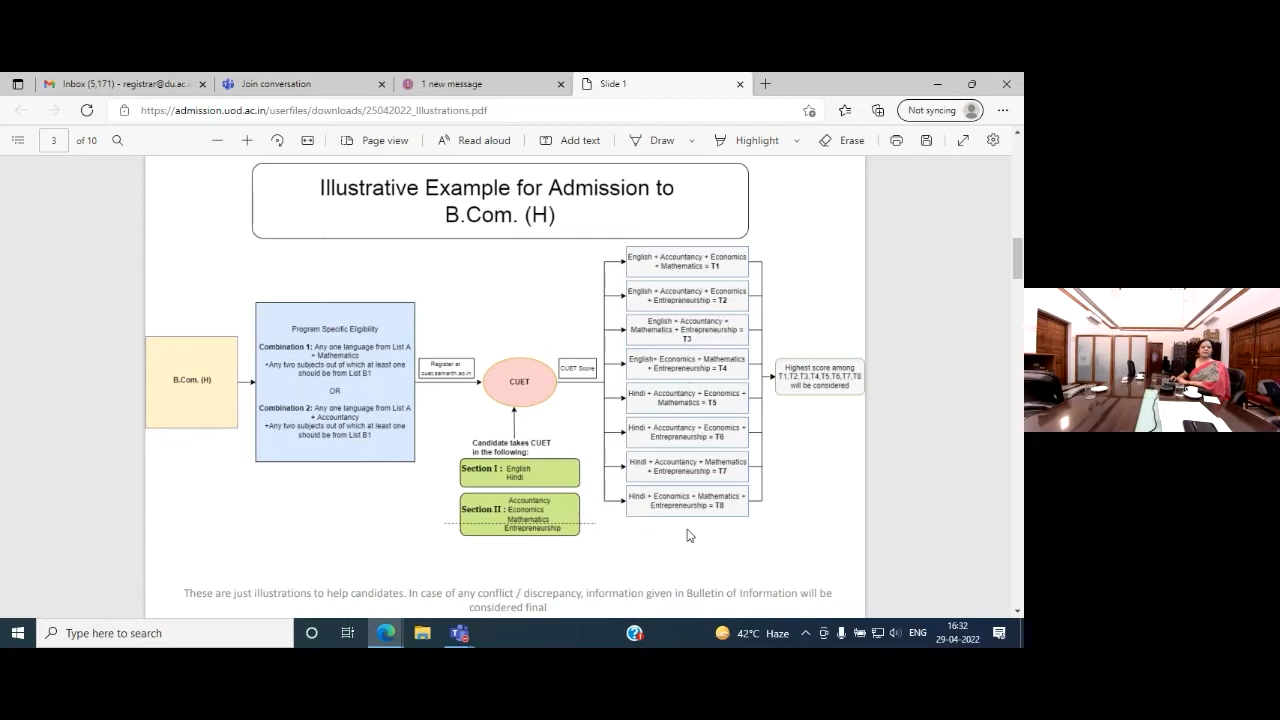 Inbox (5,171) - registrar@du.ac.i
Join conversation
1 new message
Slide 1
https://admission.uod.ac.in/userfiles/downloads/25042022_Illustrations.pdf
Not syncing
3 of 10
Page view
Read aloud
Add text
Draw
Highlight
Erase
Illustrative Example for Admission to
B.Com. (H)
B.Com. (H)
Program Specific Eligibility
Combination 1: Any one language from List A
+ Mathematics
+Any two subjects out of which at least one
should be from List B1
OR
Combination 2: Any one language from List A
+ Accountancy
+Any two subjects out of which at least one
should be from List B1
Register at
cuet.samarth.ac.in
CUET
CUET Score
Candidate takes CUET
in the following:
Section I : English
Hindi
Accountancy
Section II : Economics
Mathematics
Entrepreneurship
English + Accountancy + Economics
+ Mathematics = T1
English + Accountancy + Economics
+ Entrepreneurship = T2
English + Accountancy +
Mathematics + Entrepreneurship =
T3
English+ Economics + Mathematics
+ Entrepreneurship = T4
Hindi + Accountancy + Economics +
Mathematics = T5
Hindi + Accountancy + Economics +
Entrepreneurship = T6
Hindi + Accountancy + Mathematics
+ Entrepreneurship = T7
Hindi + Economics + Mathematics +
Entrepreneurship = T8
Highest score among
T1,T2,T3,T4,T5,T6,T7,T8
will be considered
These are just illustrations to help candidates. In case of any conflict / discrepancy, information given in Bulletin of Information will be
considered final
Type here to search
42°C Haze
ENG
16:32
29-04-2022